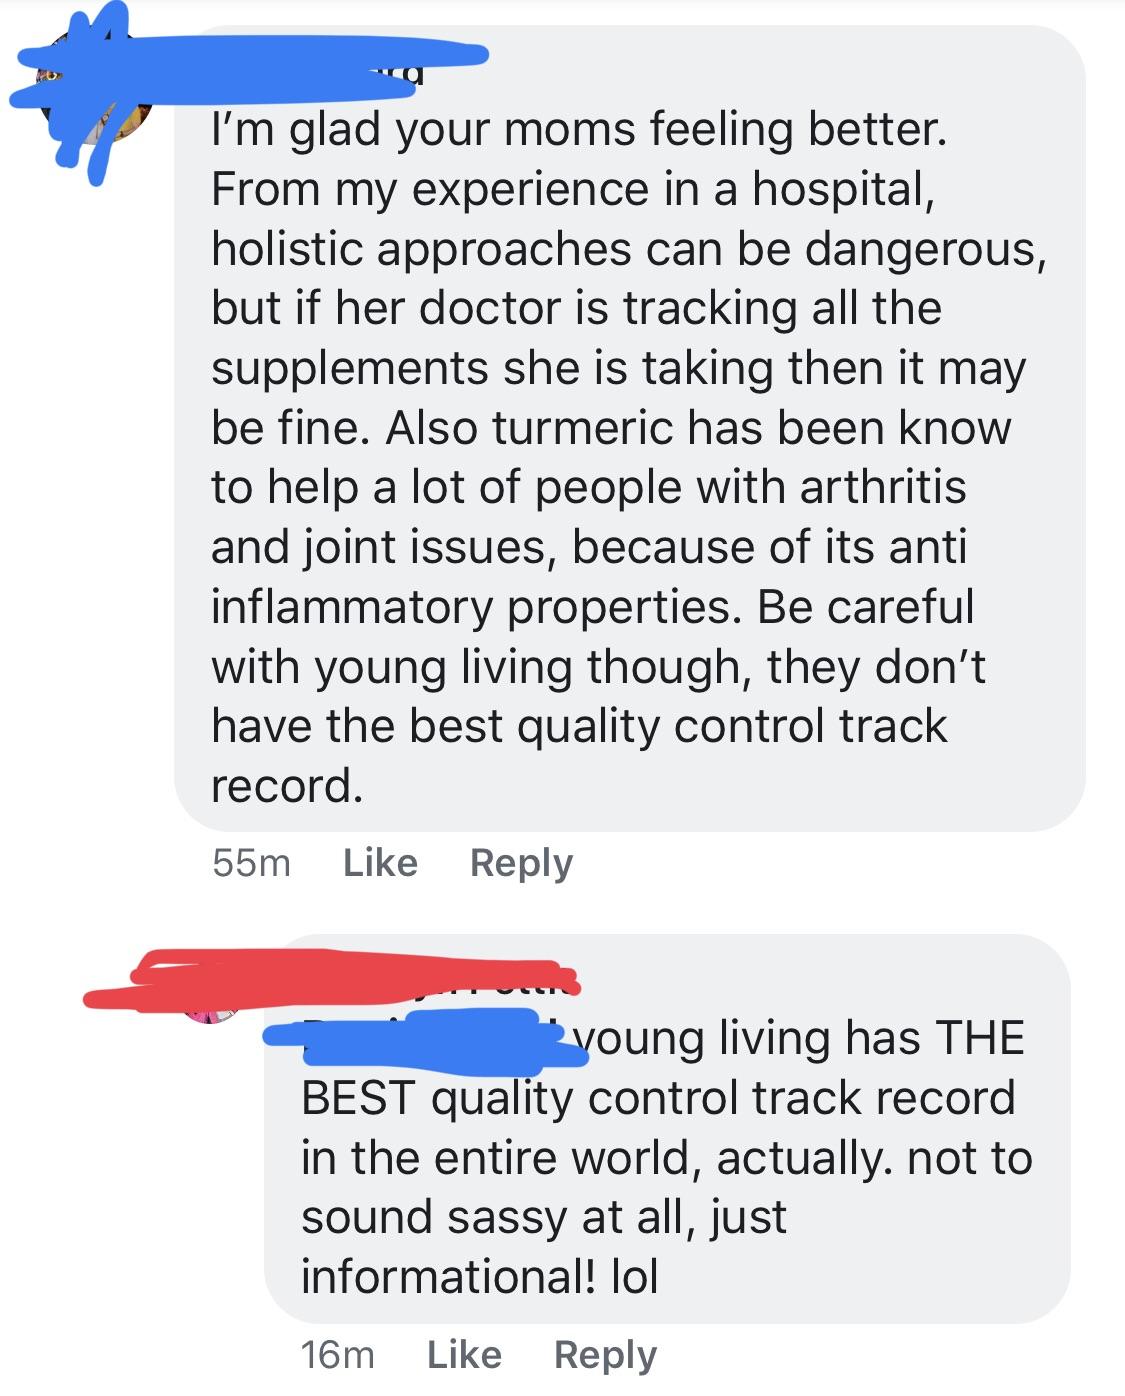 I’m glad your moms feeling better.
From my experience in a hospital,
holistic approaches can be dangerous,
but if her doctor is tracking all the
supplements she is taking then it may
be fine. Also turmeric has been know
to help a lot of people with arthritis
and joint issues, because of its anti
inflammatory properties. Be careful
with young living though, they don’t
have the best quality control track
record.
55m Like Reply
young living has THE
BEST quality control track record
in the entire world, actually. not to
sound sassy at all, just
informational! lol
16m Like Reply